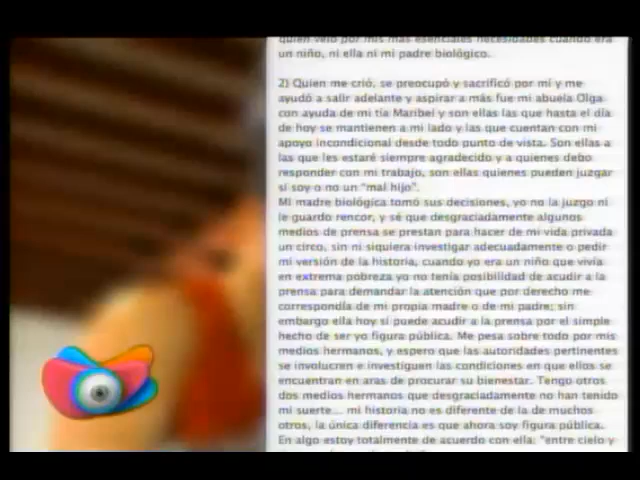 quien veló por mis más esenciales necesidades cuando era
un niño, ni ella ni mi padre biológico.
2) Quien me crió, se preocupó y sacrificó por mí y me
ayudó a salir adelante y aspirar a más fue mi abuela Olga
con ayuda de mi tía Maribel y son ellas las que hasta el día
de hoy se mantienen a mi lado y las que cuentan con mi
apoyo incondicional desde todo punto de vista. Son ellas a
las que les estaré siempre agradecido y a quienes debo
responder con mi trabajo, son ellas quienes pueden juzgar
si soy o no un "mal hijo".
Mi madre biológica tomó sus decisiones, yo no la juzgo ni
le guardo rencor, y sé que desgraciadamente algunos
medios de prensa se prestan para hacer de mi vida privada
un circo, sin ni siquiera investigar adecuadamente o pedir
mi versión de la historia, cuando yo era un niño que vivía
en extrema pobreza yo no tenía posibilidad de acudir a la
prensa para demandar la atención que por derecho me
correspondía de mi propia madre o de mi padre; sin
embargo ella hoy sí puede acudir a la prensa por el simple
hecho de ser yo figura pública. Me pesa sobre todo por mis
medios hermanos, y espero que las autoridades pertinentes
se involucren e investiguen las condiciones en que ellos se
encuentran en aras de procurar su bienestar. Tengo otros
dos medios hermanos que desgraciadamente no han tenido
mi suerte... mi historia no es diferente de la de muchos
otros, la única diferencia es que ahora soy figura pública.
En algo estoy totalmente de acuerdo con ella: "entre cielo y